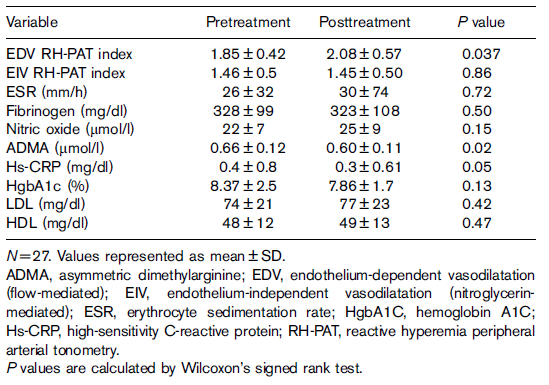 Variable Pretreatment Posttreatment P value
EDV RH-PAT index 1.85±0.42 2.08±0.57 0.037
EIV RH-PAT index 1.46±0.5 1.45±0.50 0.86
ESR (mm/h) 26±32 30±74 0.72
Fibrinogen (mg/dl) 328±99 323±108 0.50
Nitric oxide (μmol/l) 22±7 25±9 0.15
ADMA (μmol/l) 0.66±0.12 0.60±0.11 0.02
Hs-CRP (mg/dl) 0.4±0.8 0.3±0.61 0.05
HgbA1c (%) 8.37±2.5 7.86±1.7 0.13
LDL (mg/dl) 74±21 77±23 0.42
HDL (mg/dl) 48±12 49±13 0.47
N=27. Values represented as mean±SD.
ADMA, asymmetric dimethylarginine; EDV, endothelium-dependent vasodilatation
(flow-mediated); EIV, endothelium-independent vasodilatation (nitroglycerin-
mediated); ESR, erythrocyte sedimentation rate; HgbA1C, hemoglobin A1C;
Hs-CRP, high-sensitivity C-reactive protein; RH-PAT, reactive hyperemia peripheral
arterial tonometry.
P values are calculated by Wilcoxon's signed rank test.